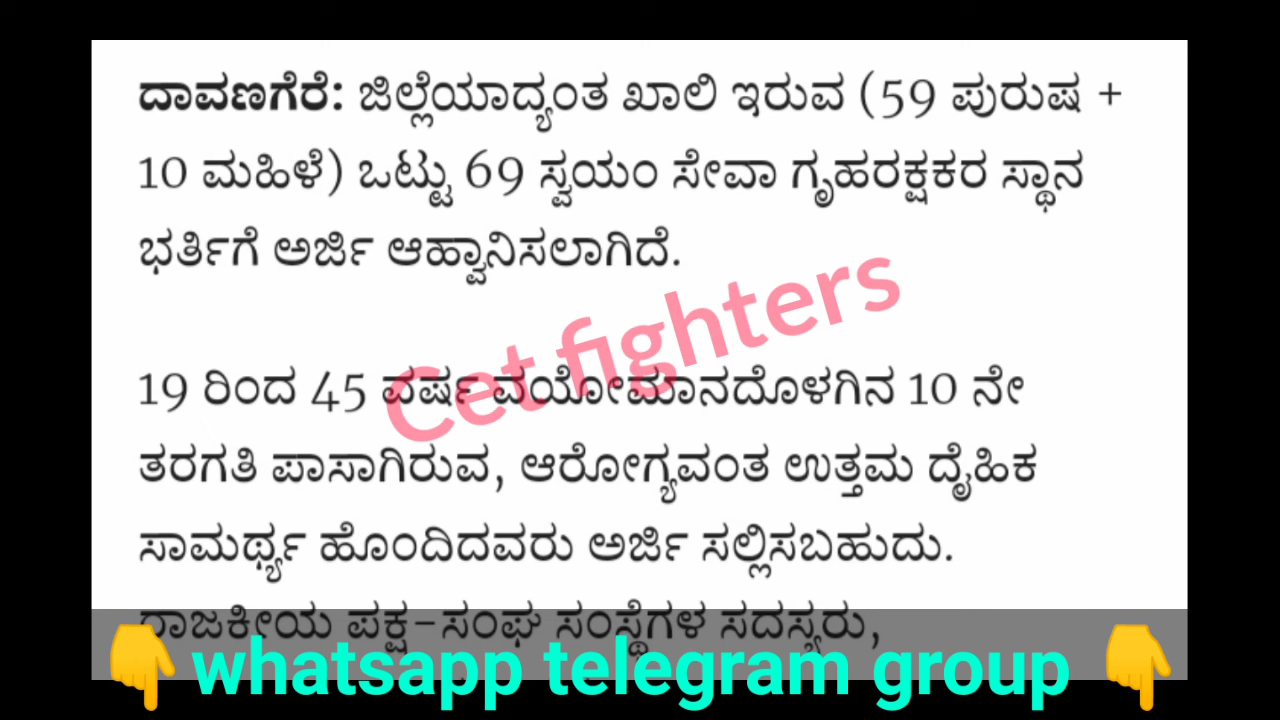 ದಾವಣಗೆರೆ: ಜಿಲ್ಲೆಯಾದ್ಯಂತ ಖಾಲಿ ಇರುವ (59 ಪುರುಷ +
10 ಮಹಿಳೆ) ಒಟ್ಟು 69 ಸ್ವಯಂ ಸೇವಾ ಗೃಹರಕ್ಷಕರ ಸ್ಥಾನ
ಭರ್ತಿಗೆ ಅರ್ಜಿ ಆಹ್ವಾನಿಸಲಾಗಿದೆ.
Cet fighters
19 ರಿಂದ 45 ವರ್ಷ ವಯೋಮಾನದೊಳಗಿನ 10 ನೇ
ತರಗತಿ ಪಾಸಾಗಿರುವ, ಆರೋಗ್ಯವಂತ ಉತ್ತಮ ದೈಹಿಕ
ಸಾಮರ್ಥ್ಯ ಹೊಂದಿದವರು ಅರ್ಜಿ ಸಲ್ಲಿಸಬಹುದು.
ರಾಜಕೀಯ ಪಕ್ಷ-ಸಂಘ ಸಂಸ್ಥೆಗಳ ಸದಸ್ಯರು,
whatsapp telegram group